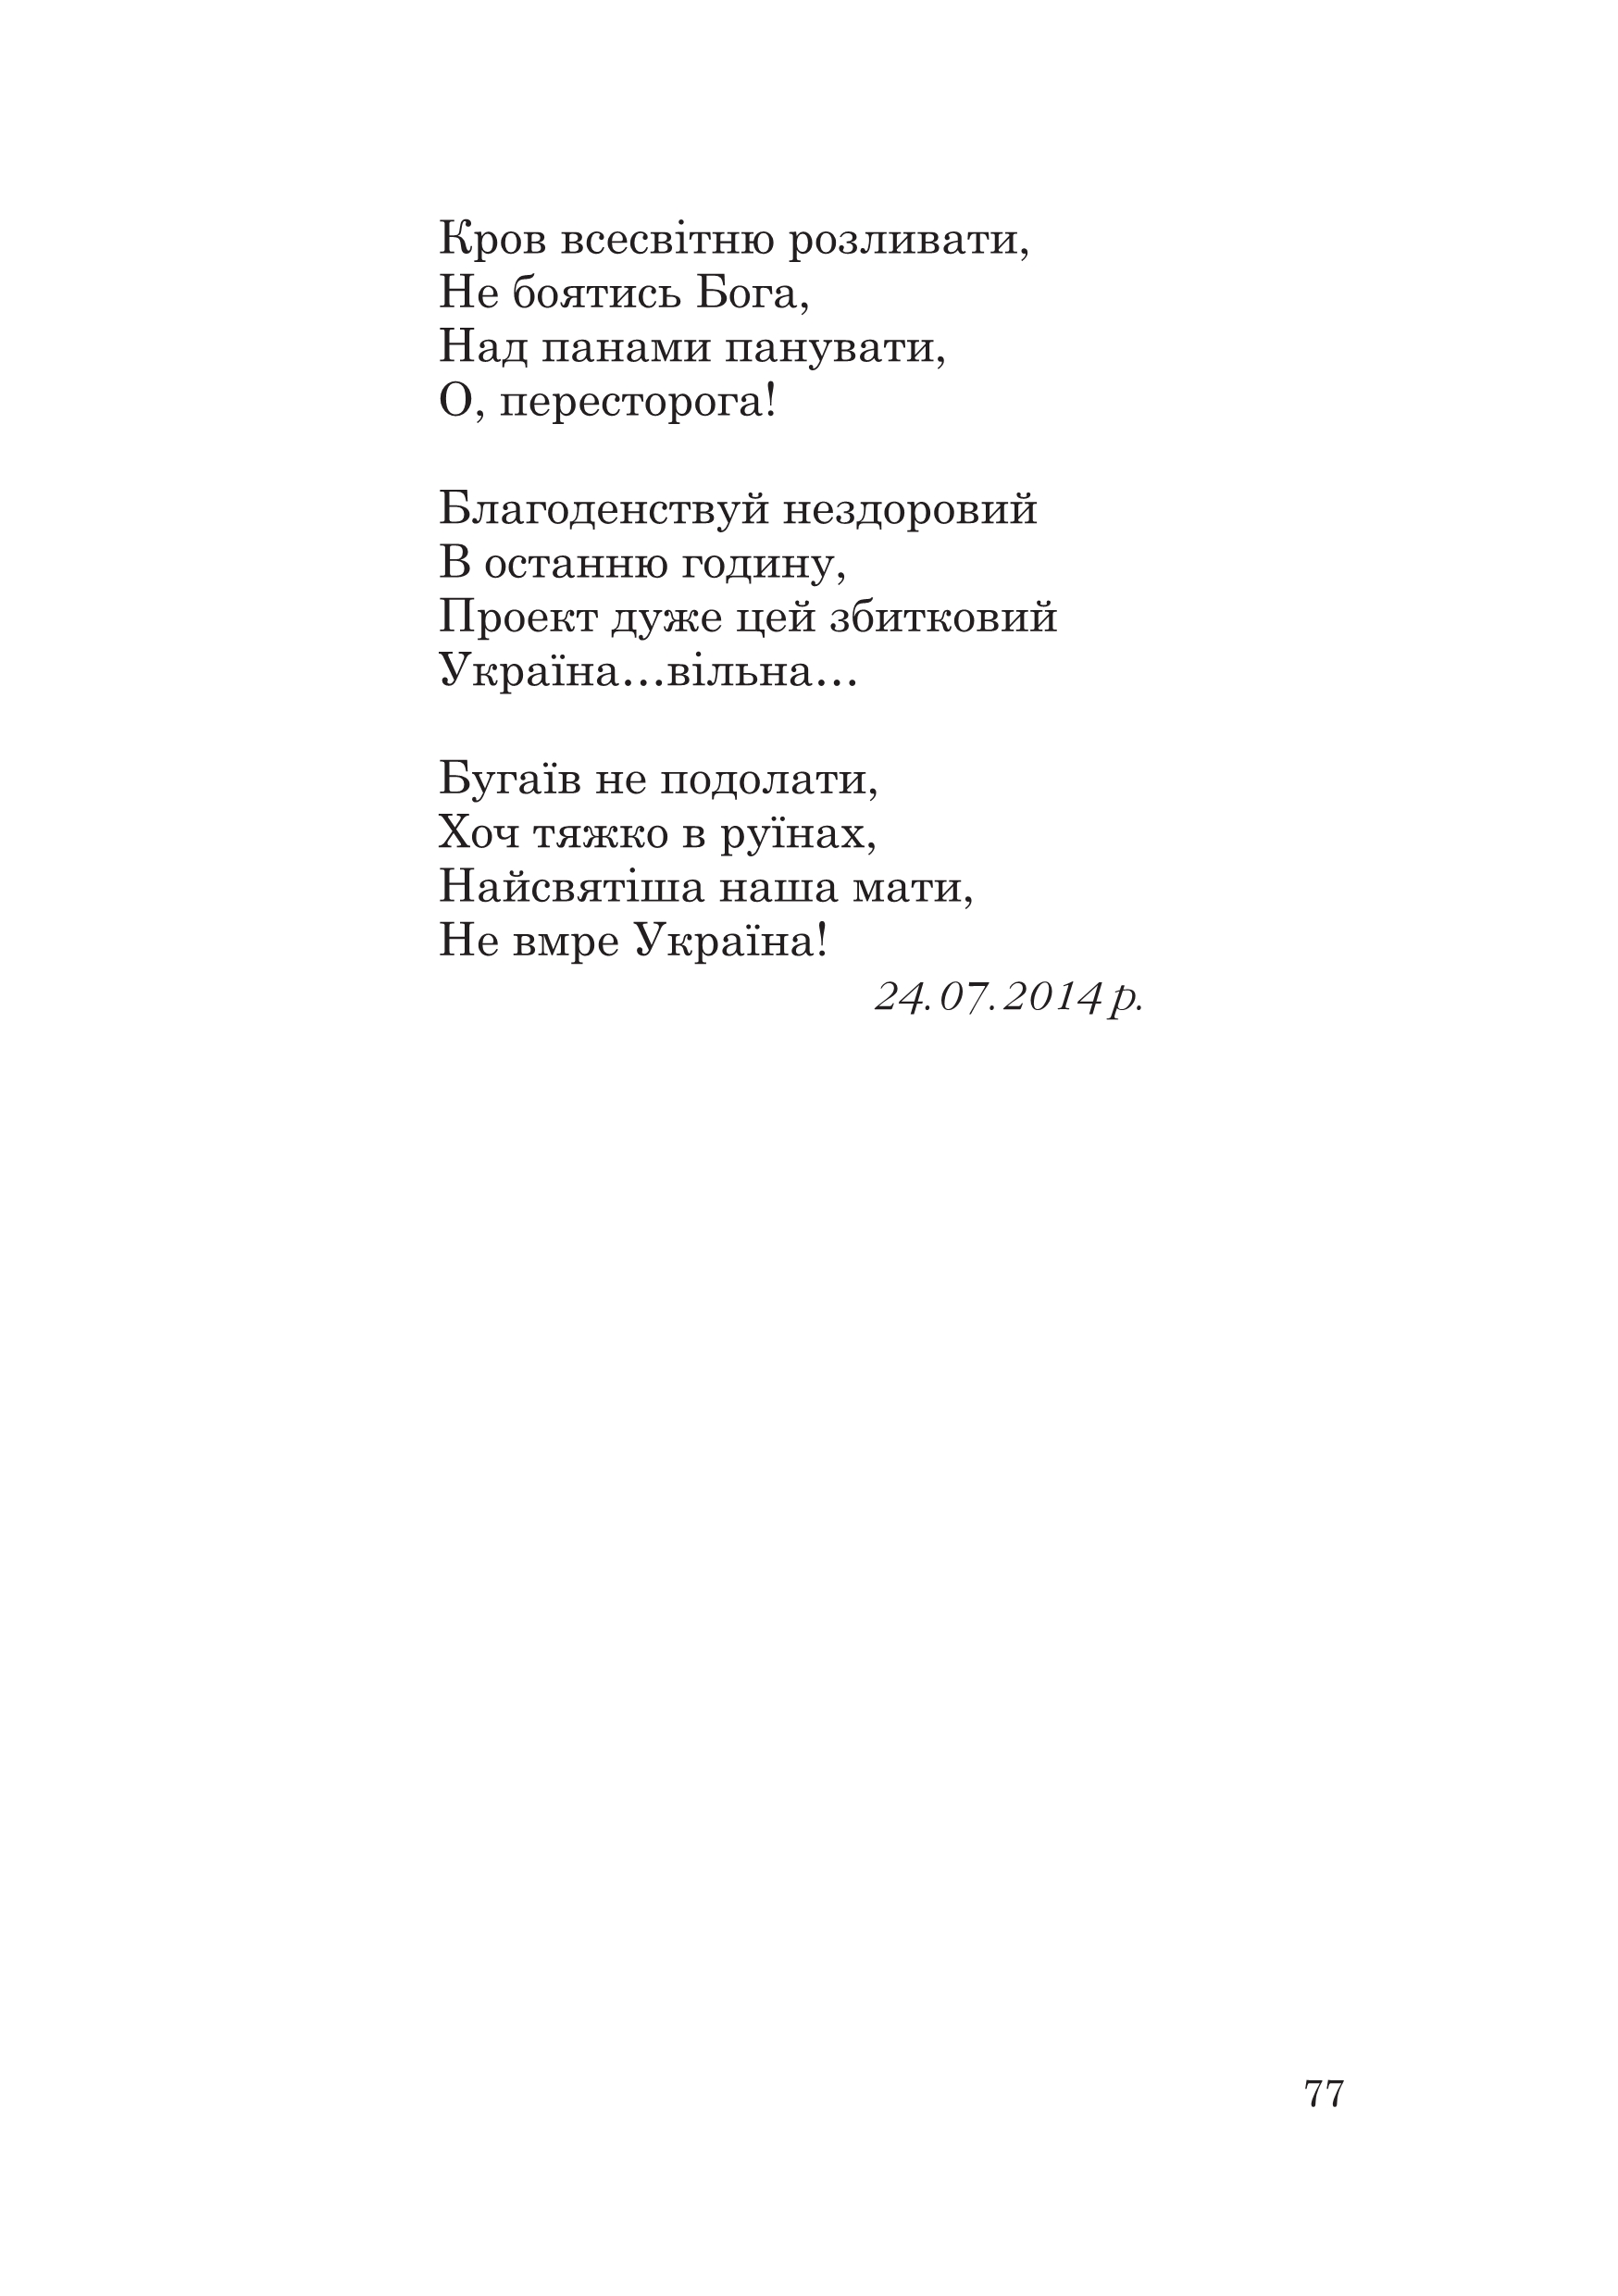 Кров всесвітню розливати,
Не боятись Бога,
Над панами панувати,
О, пересторога!

Благоденствуй нездоровий
В останню годину,
Проект дуже цей збитковий
Україна...вільна...

Бугаїв не подолати,
Хоч тяжко в руїнах,
Найсвятіша наша мати,
Не вмре Україна!
24.07.2014 р.
77